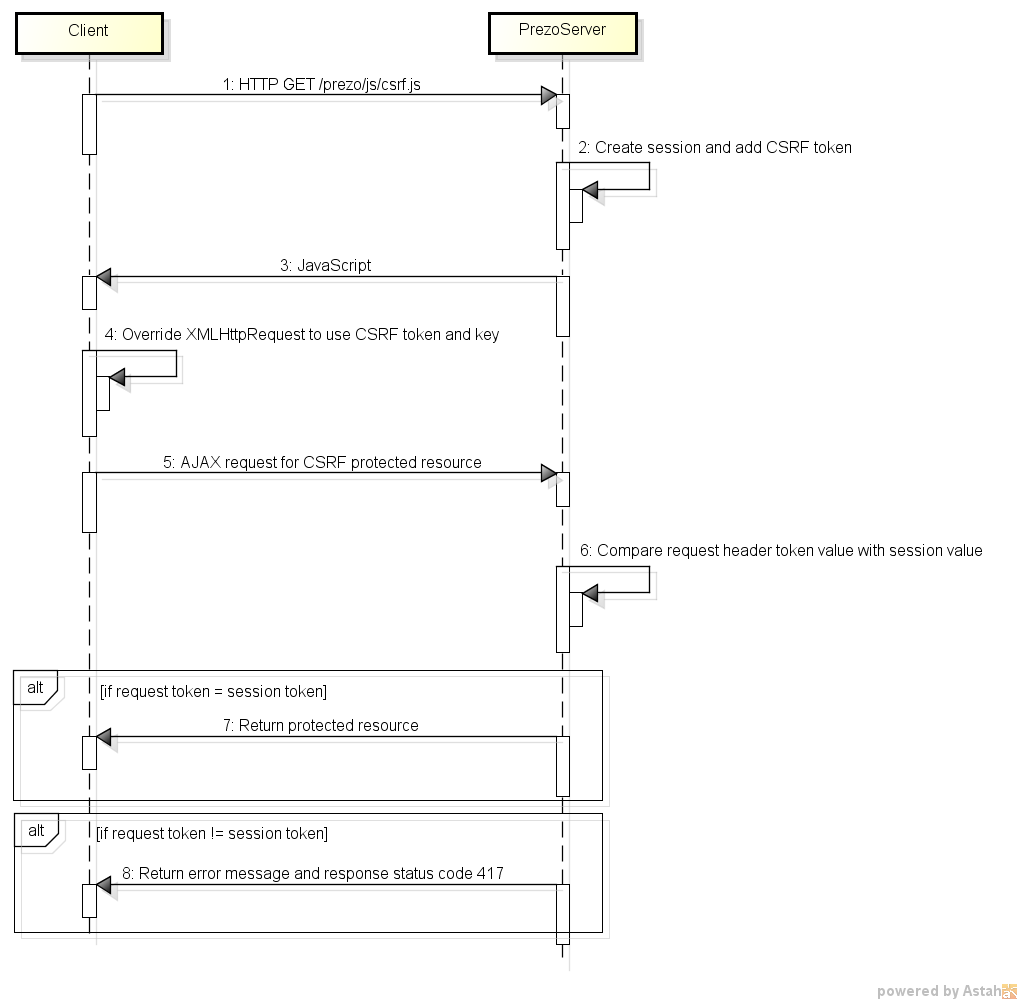 Client
PrezoServer
1: HTTP GET /prezo/js/csrf.js
2: Create session and add CSRF token
3: JavaScript
4: Override XMLHttpRequest to use CSRF token and key
5: AJAX request for CSRF protected resource
6: Compare request header token value with session value
alt
[if request token = session token]
7: Return protected resource
alt
[if request token != session token]
8: Return error message and response status code 417
powered by Astah